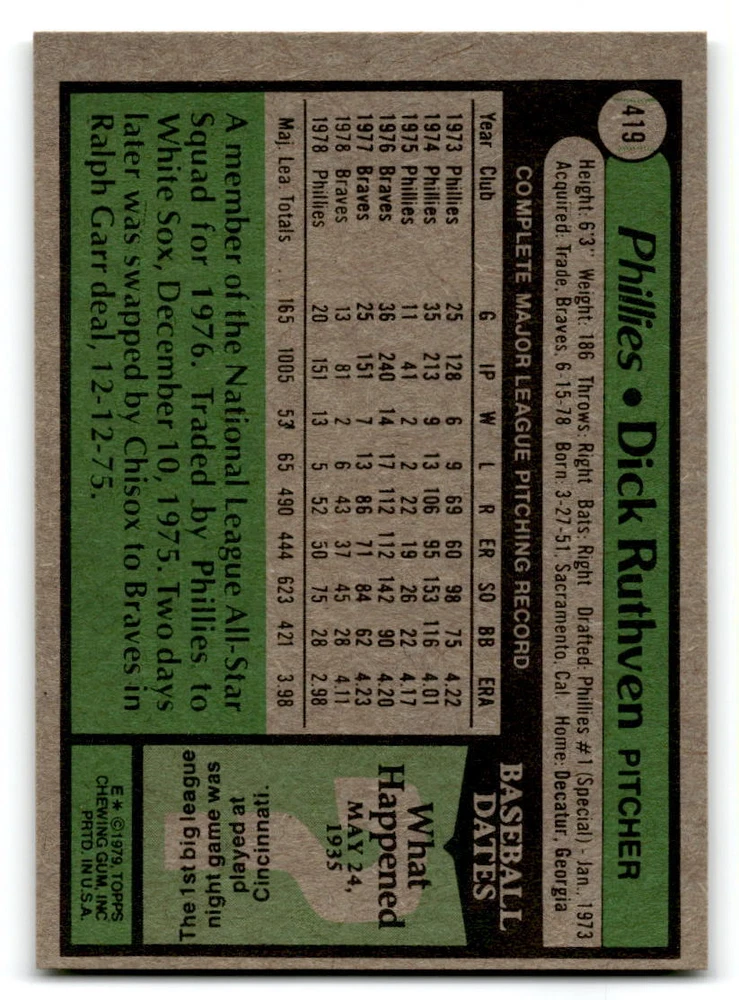 419
Phillies • Dick Ruthven PITCHER
Height: 6'3" Weight: 186 Throws: Right Bats: Right Drafted: Phillies #1 (Special) - Jan., 1973
Acquired: Trade, Braves, 6-15-78 Born: 3-27-51, Sacramento, Cal. Home: Decatur, Georgia
COMPLETE MAJOR LEAGUE PITCHING RECORD
Year Club G IP W L R ER SO BB ERA
1973 Phillies 25 128 6 9 69 60 98 75 4.22
1974 Phillies 35 213 9 13 106 95 153 116 4.01
1975 Phillies 11 41 2 2 22 19 26 22 4.17
1976 Braves 36 240 14 17 112 112 142 90 4.20
1977 Braves 25 151 7 13 86 71 84 62 4.23
1978 Braves 13 81 2 6 43 37 45 28 4.11
1978 Phillies 20 151 13 5 52 50 75 28 2.98
Maj. Lea Totals . . 165 1005 53 65 490 444 623 421 3.98
A member of the National League All-Star
Squad for 1976. Traded by Phillies to
White Sox, December 10, 1975. Two days
later was swapped by Chisox to Braves in
Ralph Garr deal, 12-12-75.
BASEBALL
DATES
What
Happened
MAY 24,
1935
The 1st big league
night game was
played at
Cincinnati.
E* ©1979, TOPPS
CHEWING GUM, INC
PRTD. IN U.S.A.